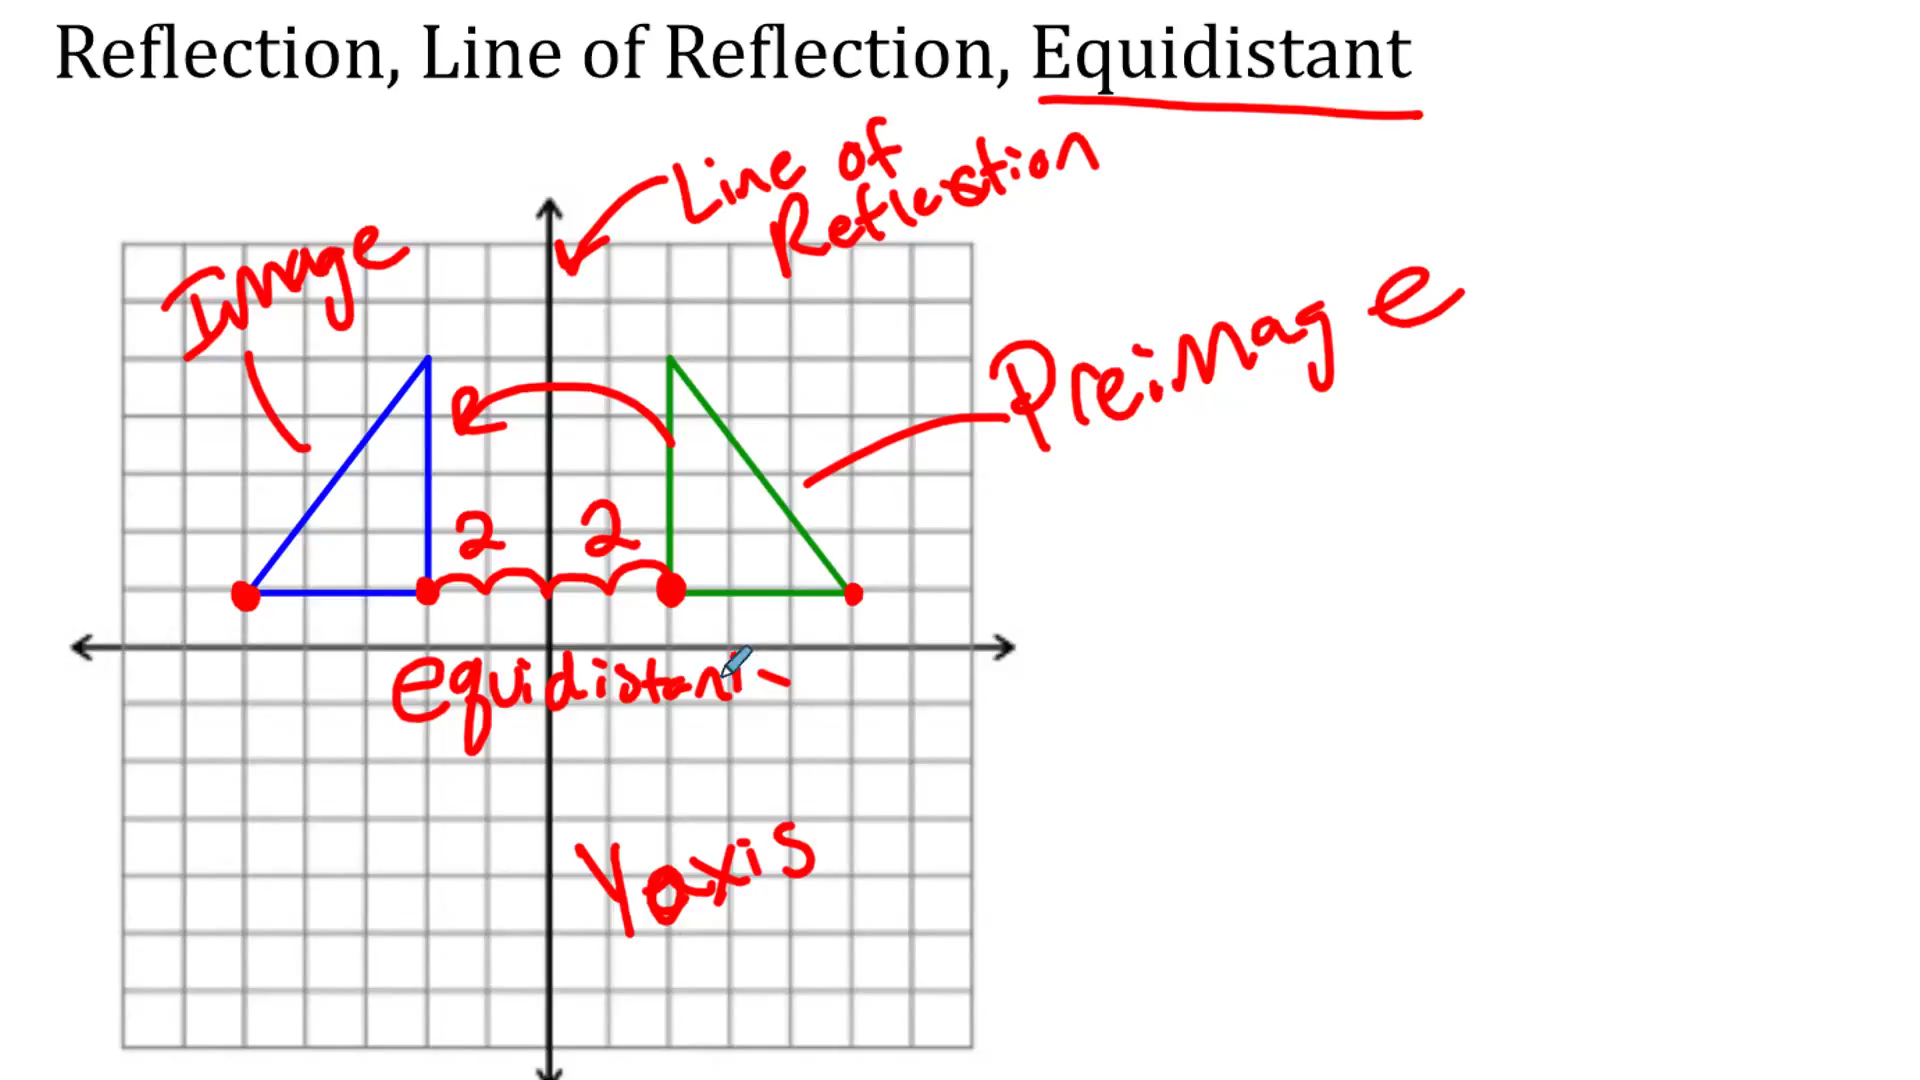 Reflection, Line of Reflection, Equidistant
Line of
Reflection
Image
Preimage
2 2
equidistant
Yaxis